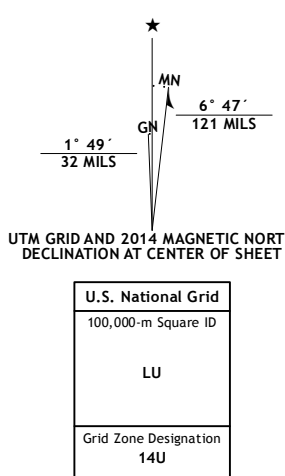 ★
MN
6° 47´
121 MILS
GN
1° 49´
32 MILS
UTM GRID AND 2014 MAGNETIC NORT
DECLINATION AT CENTER OF SHEET
U.S. National Grid
100,000-m Square ID
LU
Grid Zone Designation
14U